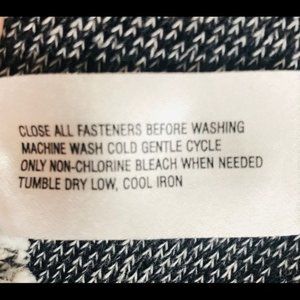 CLOSE ALL FASTENERS BEFORE WASHING
MACHINE WASH COLD GENTLE CYCLE
ONLY NON-CHLORINE BLEACH WHEN NEEDED
TUMBLE DRY LOW, COOL IRON